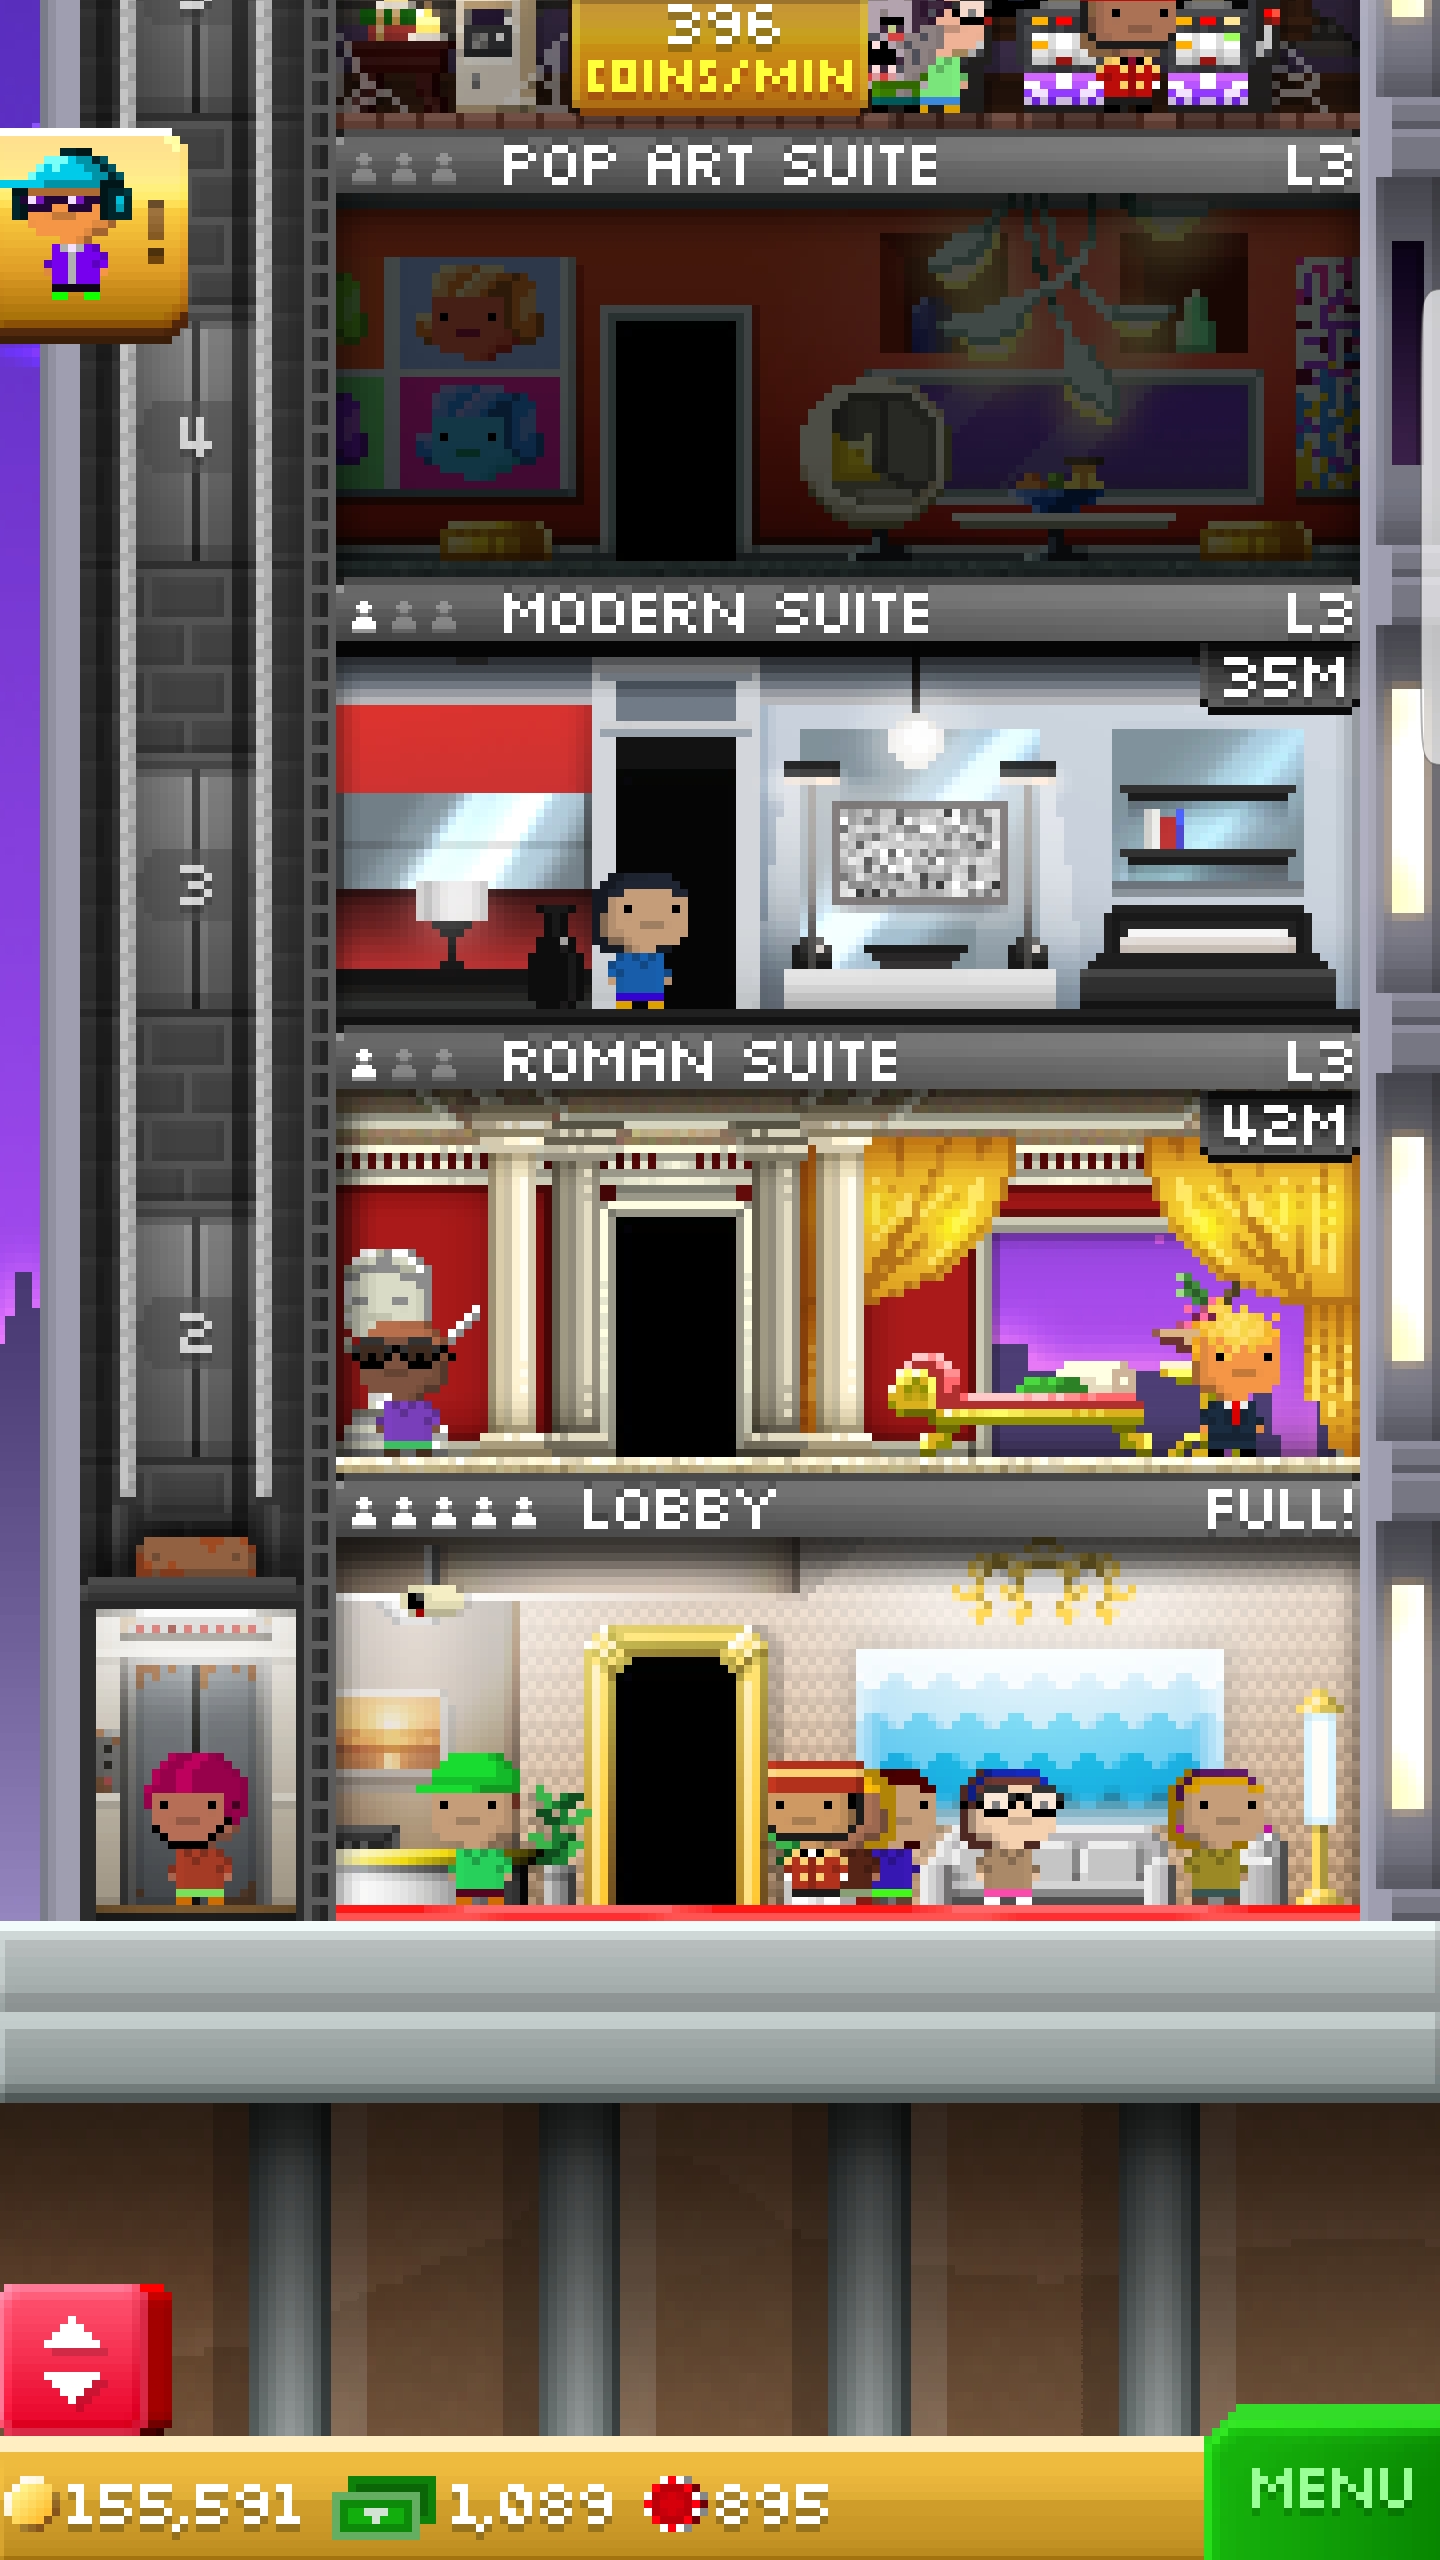 396
COINS/MIN
POP ART SUITE L3
!
4
MODERN SUITE L3
35M
3
ROMAN SUITE L3
42M
2
LOBBY FULL!
155,591 1,089 895
MENU